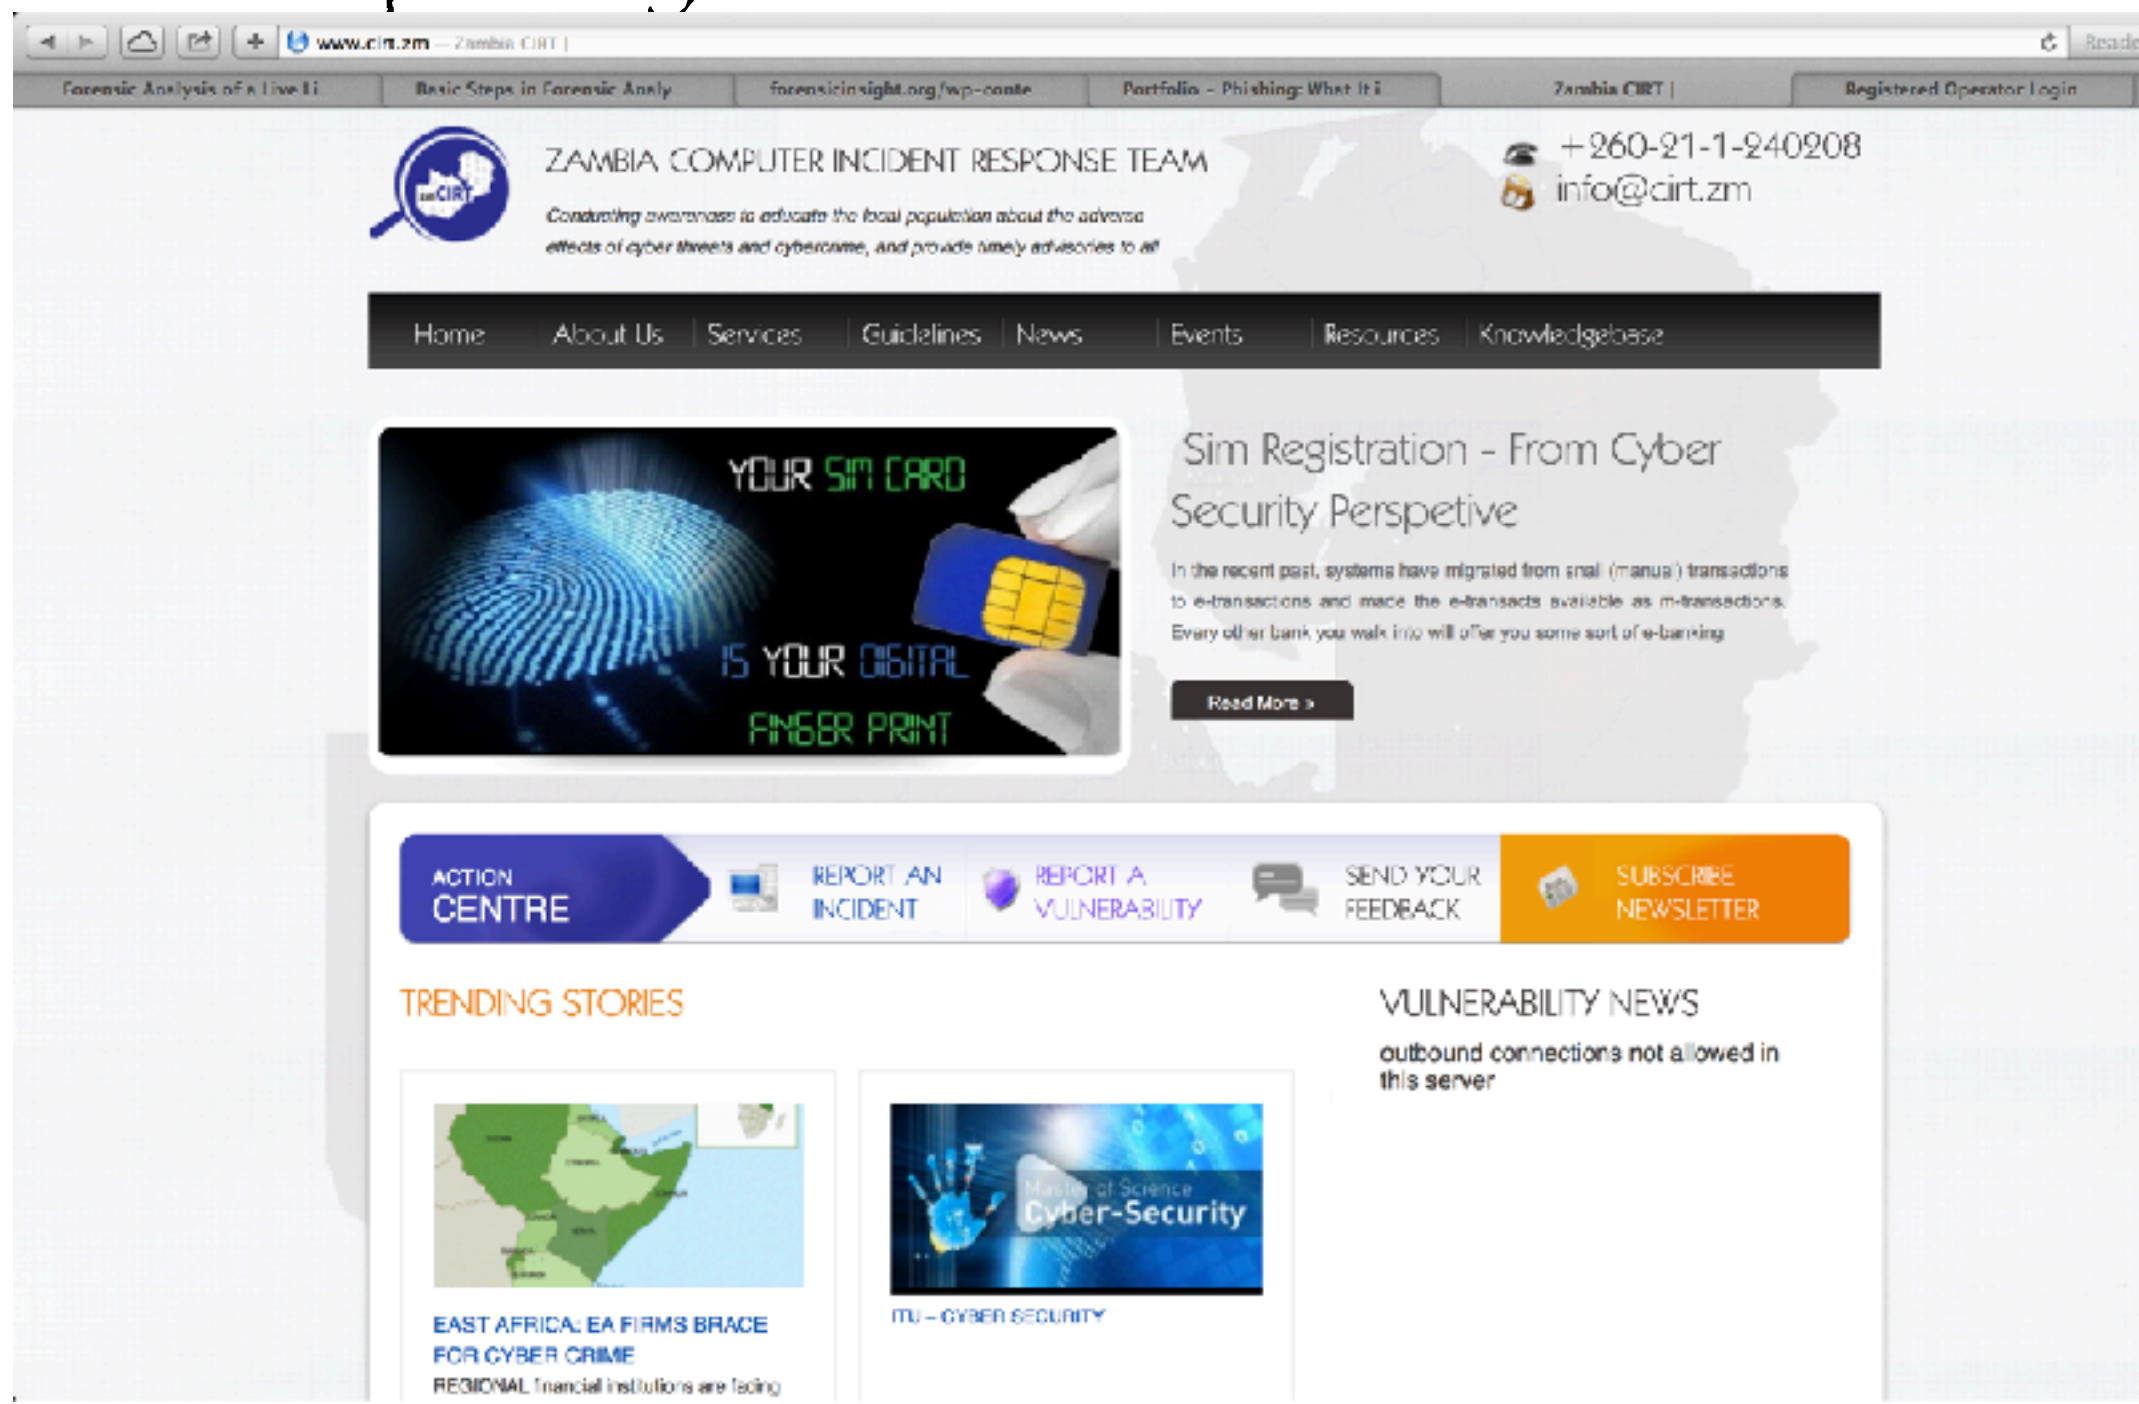 www.cirt.zm — Zambia CIRT |
Reade
Forensic Analysis of a Live Li
Basic Steps in Forensic Analy
forensicinsight.org/wp-conte
Portfolio – Phishing: What It i
Zambia CIRT |
Registered Operator Login
zmCIRT
ZAMBIA COMPUTER INCIDENT RESPONSE TEAM
Conducting awareness to educate the local population about the adverse
effects of cyber threets and cybercrime, and provide timely advisories to all
+260-21-1-240208
info@cirt.zm
Home
About Us
Services
Guidelines
News
Events
Resources
Knowledgebase
YOUR SIM CARD
IS YOUR DIGITAL
FINGER PRINT
Sim Registration – From Cyber
Security Perspetive
In the recent past, systems have migrated from snail (manual) transactions
to e-transactions and made the e-transacts available as m-transactions.
Every other bank you walk into will offer you some sort of e-banking
Read More »
ACTION
CENTRE
REPORT AN
INCIDENT
REPORT A
VULNERABILITY
SEND YOUR
FEEDBACK
SUBSCRIBE
NEWSLETTER
TRENDING STORIES
Master of Science
Cyber-Security
EAST AFRICA: EA FIRMS BRACE
FOR CYBER CRIME
REGIONAL financial institutions are facing
ITU – CYBER SECURITY
VULNERABILITY NEWS
outbound connections not allowed in
this server